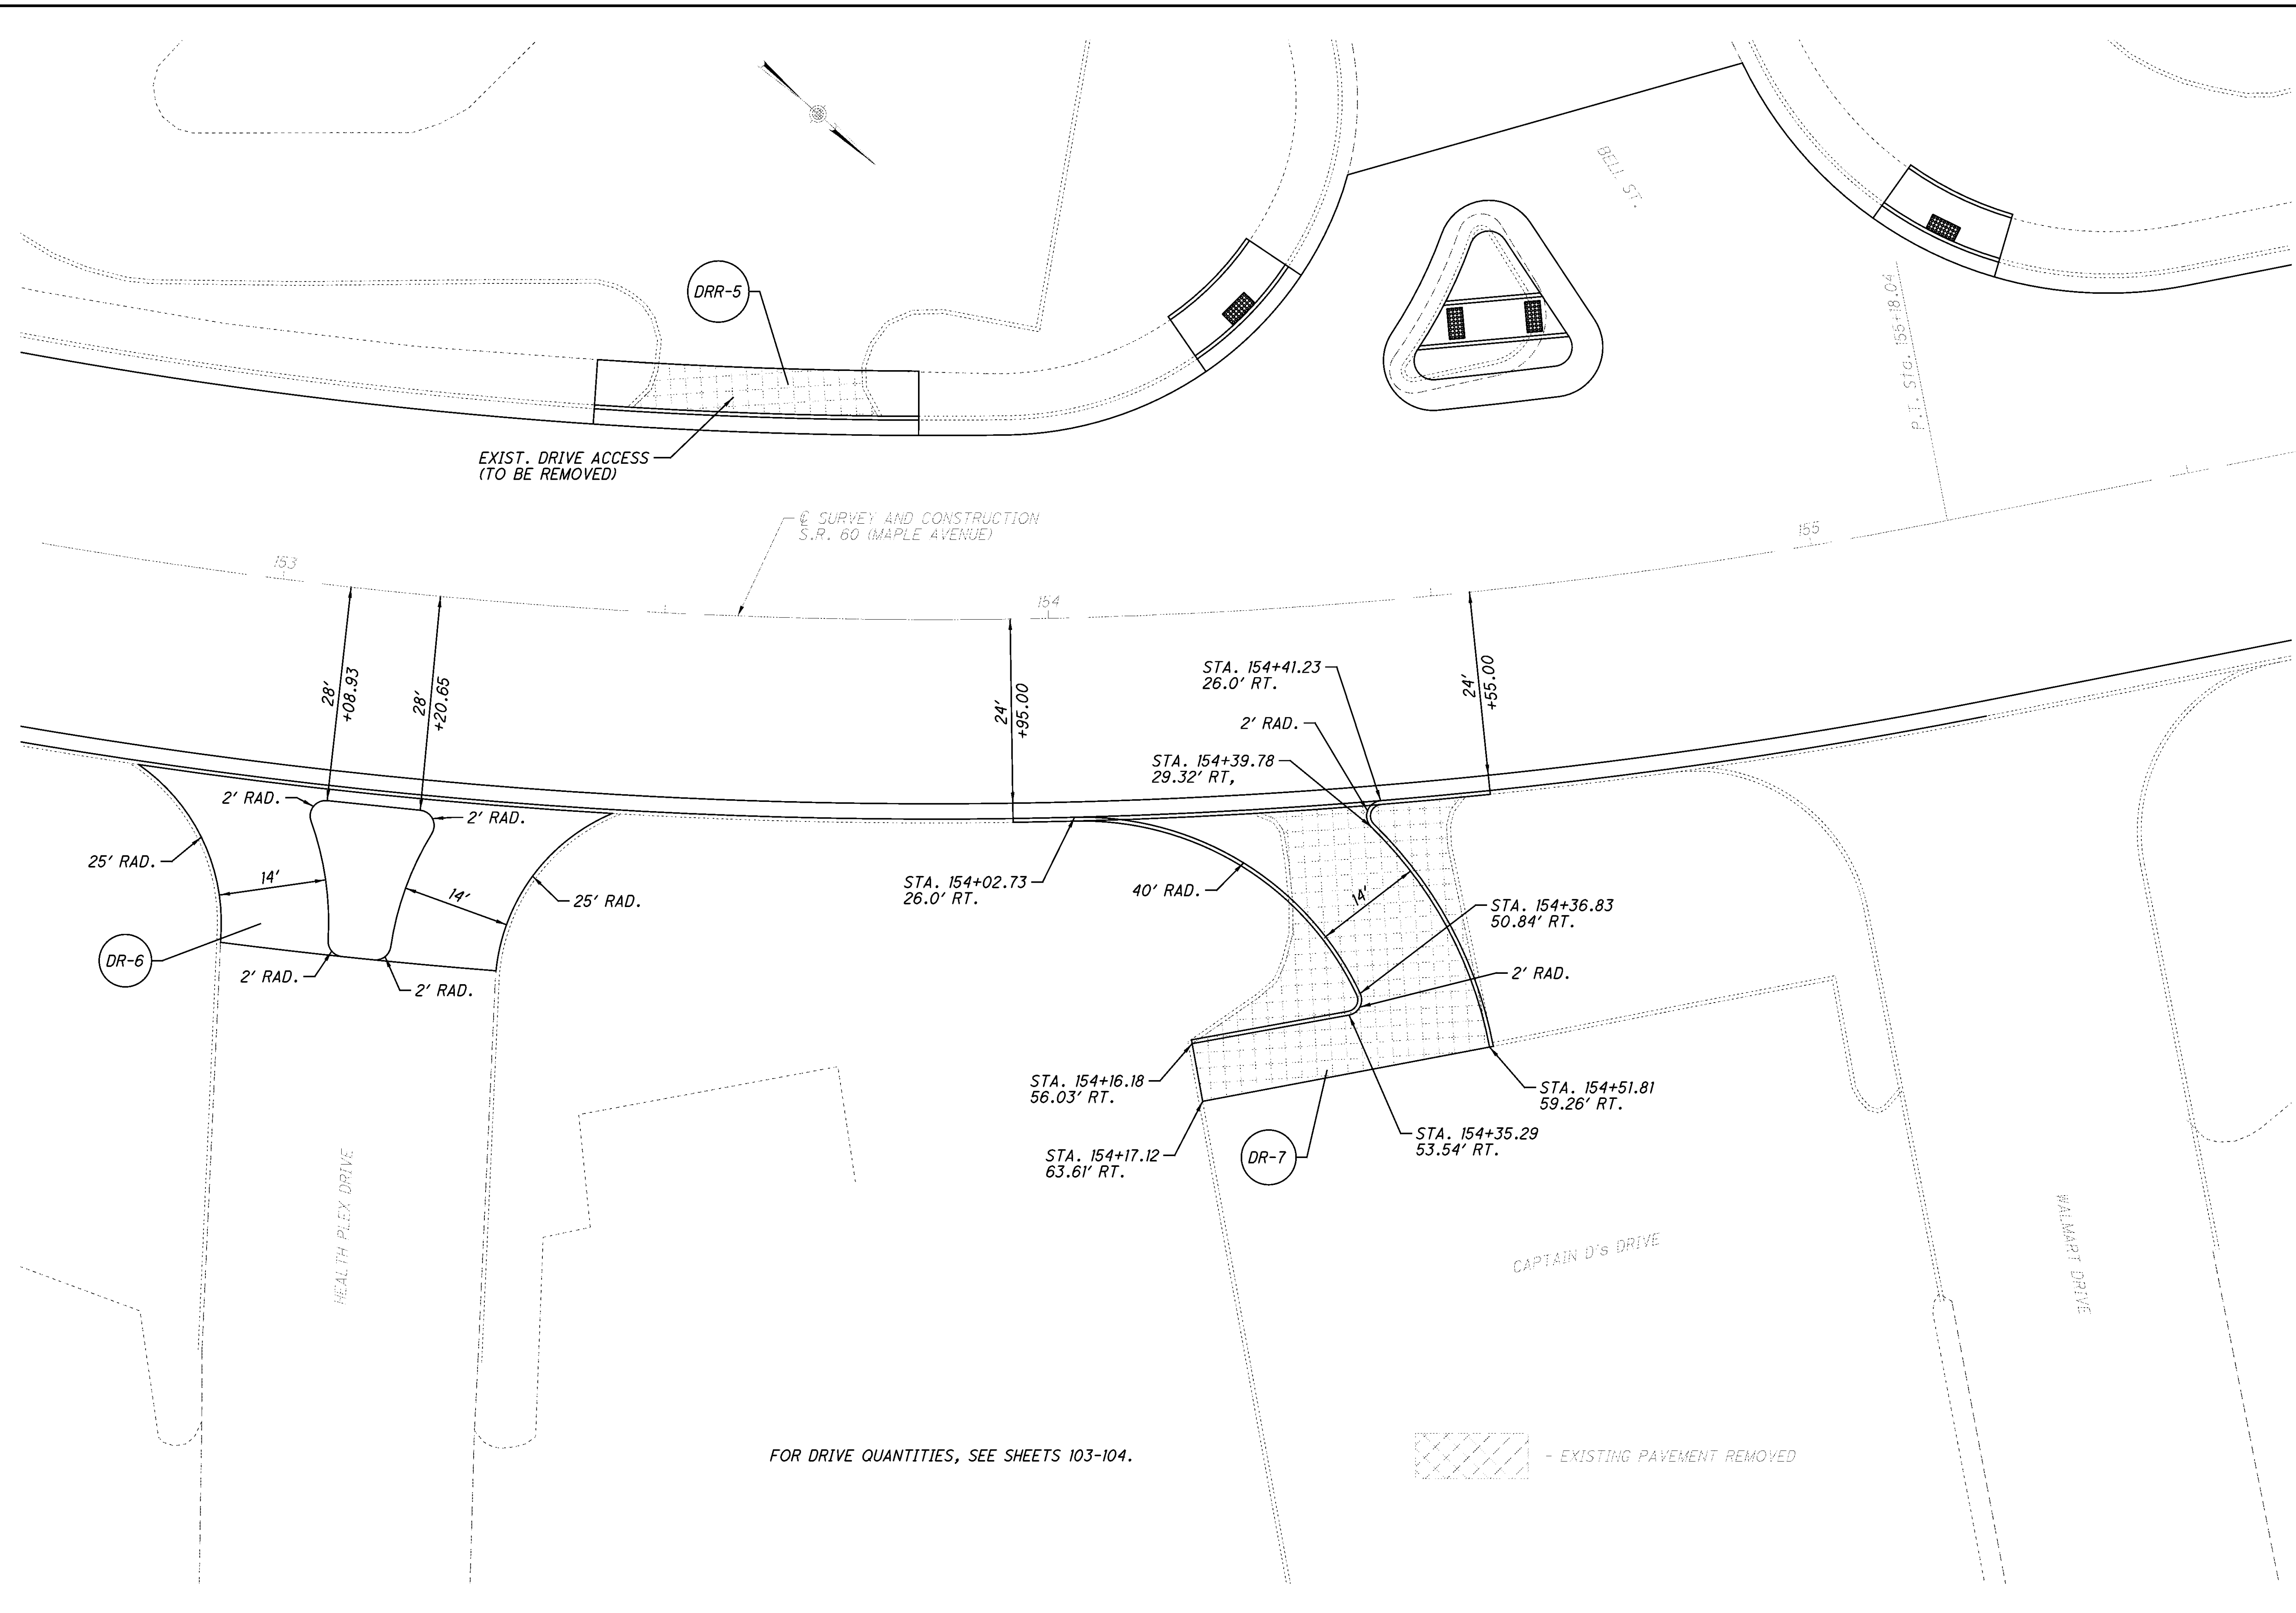 BELL ST.
DRR-5
P.T. Sta. 155+18.04
EXIST. DRIVE ACCESS
(TO BE REMOVED)
℄ SURVEY AND CONSTRUCTION
S.R. 60 (MAPLE AVENUE)
153
154
155
28'
+08.93
28'
+20.65
24'
+95.00
24'
+55.00
STA. 154+41.23
26.0' RT.
2' RAD.
STA. 154+39.78
29.32' RT,
2' RAD.
2' RAD.
25' RAD.
14'
14'
25' RAD.
DR-6
2' RAD.
2' RAD.
STA. 154+02.73
26.0' RT.
40' RAD.
14'
STA. 154+36.83
50.84' RT.
2' RAD.
STA. 154+16.18
56.03' RT.
STA. 154+51.81
59.26' RT.
STA. 154+17.12
63.61' RT.
DR-7
STA. 154+35.29
53.54' RT.
HEALTH PLEX DRIVE
CAPTAIN D's DRIVE
WALMART DRIVE
FOR DRIVE QUANTITIES, SEE SHEETS 103-104.
- EXISTING PAVEMENT REMOVED